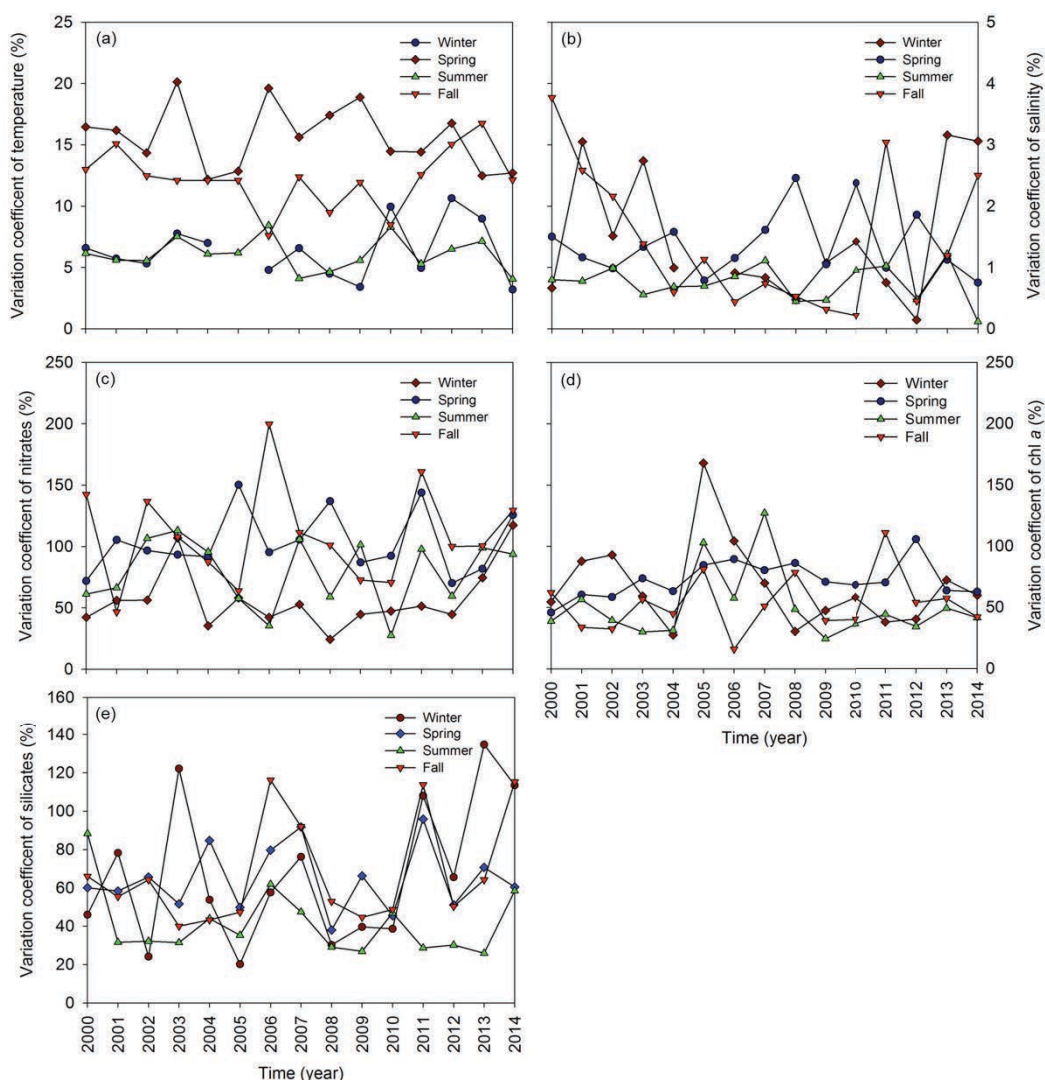 (a)
Variation coefficient of temperature (%)
25
20
15
10
5
0
Winter
Spring
Summer
Fall
(b)
Variation coefficient of salinity (%)
5
4
3
2
1
0
Winter
Spring
Summer
Fall
(c)
Variation coefficent of nitrates (%)
250
200
150
100
50
0
Winter
Spring
Summer
Fall
(d)
Variation coefficent of chl a (%)
250
200
150
100
50
0
Winter
Spring
Summer
Fall
2000 2001 2002 2003 2004 2005 2006 2007 2008 2009 2010 2011 2012 2013 2014
Time (year)
(e)
Variation coefficent of silicates (%)
160
140
120
100
80
60
40
20
0
Winter
Spring
Summer
Fall
2000 2001 2002 2003 2004 2005 2006 2007 2008 2009 2010 2011 2012 2013 2014
Time (year)